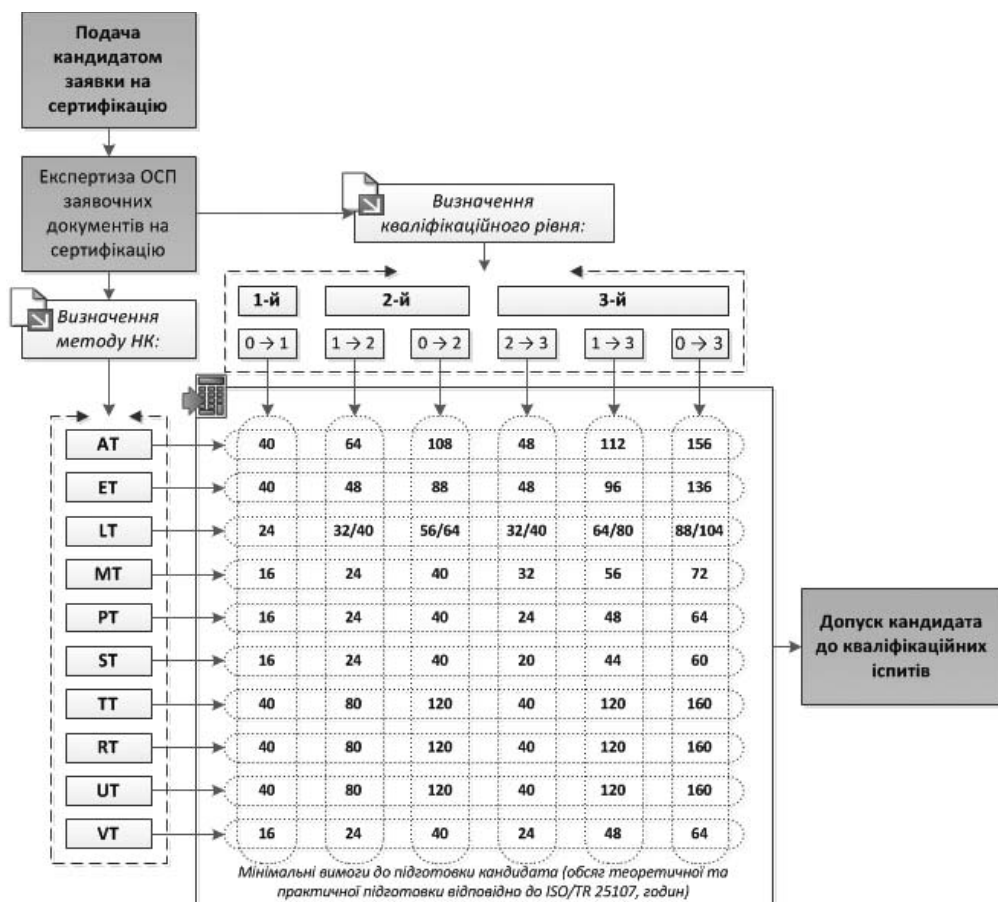 Подача
кандидатом
заявки на
сертифікацію
Експертиза ОСП
заявочних
документів на
сертифікацію
Визначення
кваліфікаційного рівня:
Визначення
методу НК:
1-й 2-й 3-й
0 → 1 1 → 2 0 → 2 2 → 3 1 → 3 0 → 3
AT 40 64 108 48 112 156
ET 40 48 88 48 96 136
LT 24 32/40 56/64 32/40 64/80 88/104
MT 16 24 40 32 56 72
PT 16 24 40 24 48 64
ST 16 24 40 20 44 60
TT 40 80 120 40 120 160
RT 40 80 120 40 120 160
UT 40 80 120 40 120 160
VT 16 24 40 24 48 64
Мінімальні вимоги до підготовки кандидата (обсяг теоретичної та
практичної підготовки відповідно до ISO/TR 25107, годин)
Допуск кандидата
до кваліфікаційних
іспитів